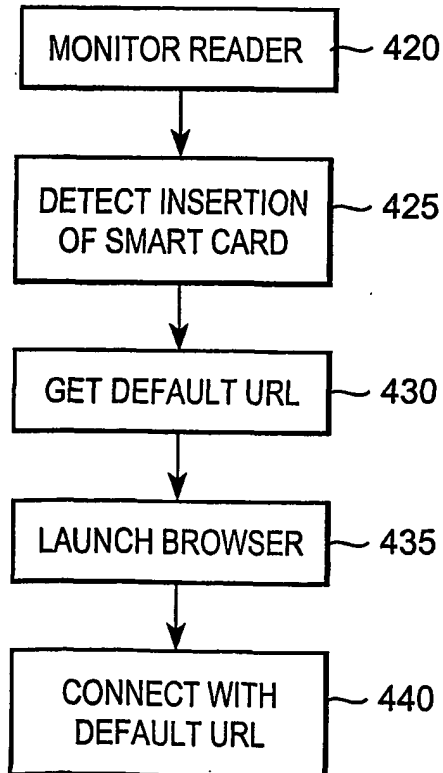 MONITOR READER
420
DETECT INSERTION
OF SMART CARD
425
GET DEFAULT URL
430
LAUNCH BROWSER
435
CONNECT WITH
DEFAULT URL
440